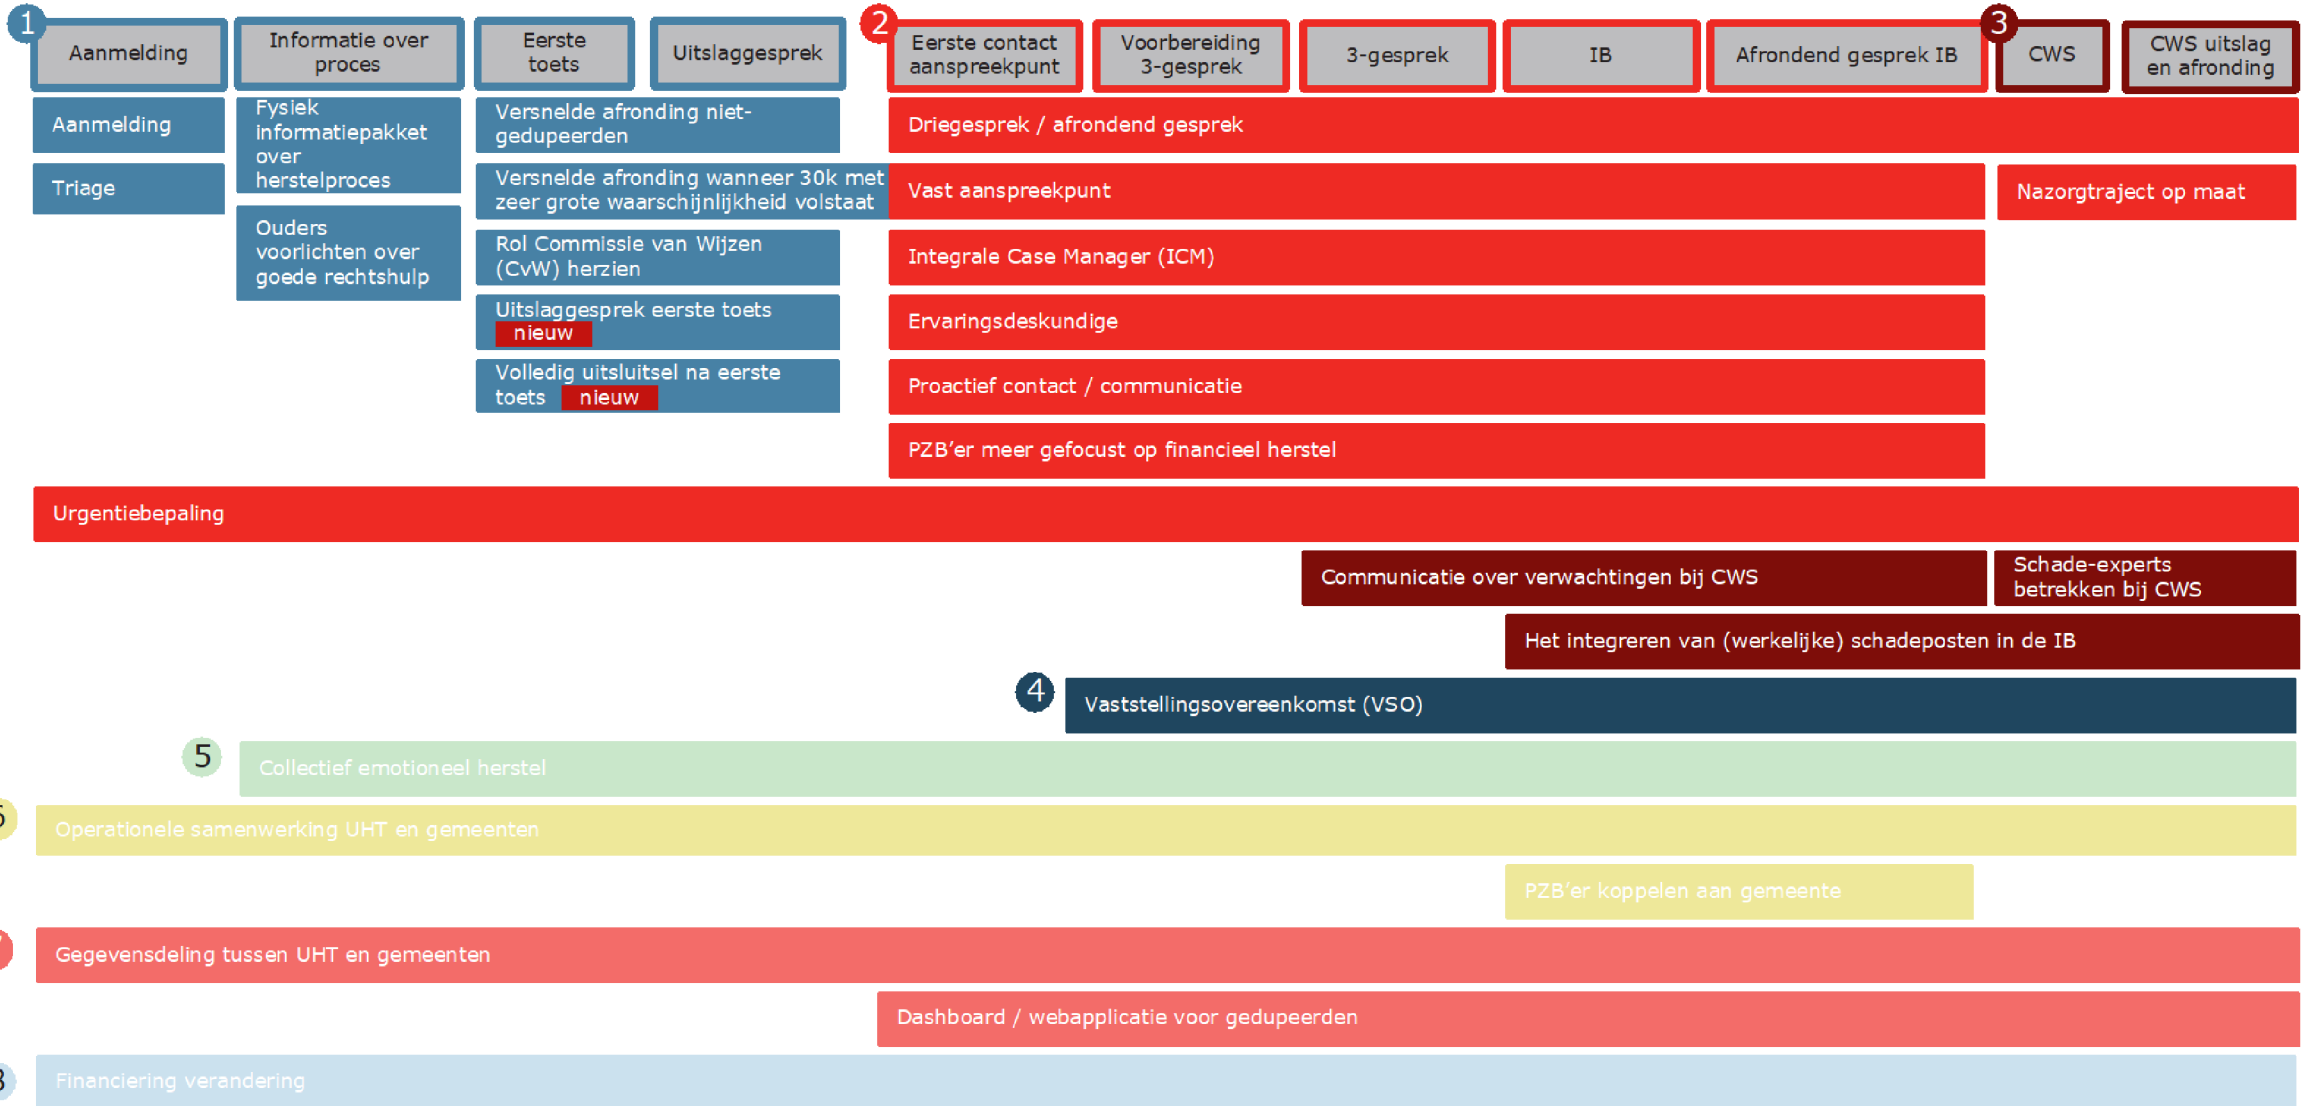 1
Aanmelding
Informatie over
proces
Eerste
toets
Uitslaggesprek
2
Eerste contact
aanspreekpunt
Voorbereiding
3-gesprek
3-gesprek
IB
Afrondend gesprek IB
3
CWS
CWS uitslag
en afronding
Aanmelding
Triage
Fysiek
informatiepakket
over
herstelproces
Ouders
voorlichten over
goede rechtshulp
Versnelde afronding niet-
gedupeerden
Versnelde afronding wanneer 30k met
zeer grote waarschijnlijkheid volstaat
Rol Commissie van Wijzen
(CvW) herzien
Uitslaggesprek eerste toets
nieuw
Volledig uitsluitsel na eerste
toets nieuw
Driegesprek / afrondend gesprek
Vast aanspreekpunt
Nazorgtraject op maat
Integrale Case Manager (ICM)
Ervaringsdeskundige
Proactief contact / communicatie
PZB’er meer gefocust op financieel herstel
Urgentiebepaling
Communicatie over verwachtingen bij CWS
Schade-experts
betrekken bij CWS
Het integreren van (werkelijke) schadeposten in de IB
4
Vaststellingsovereenkomst (VSO)
5
Collectief emotioneel herstel
6
Operationele samenwerking UHT en gemeenten
PZB’er koppelen aan gemeente
7
Gegevensdeling tussen UHT en gemeenten
Dashboard / webapplicatie voor gedupeerden
8
Financiering verandering